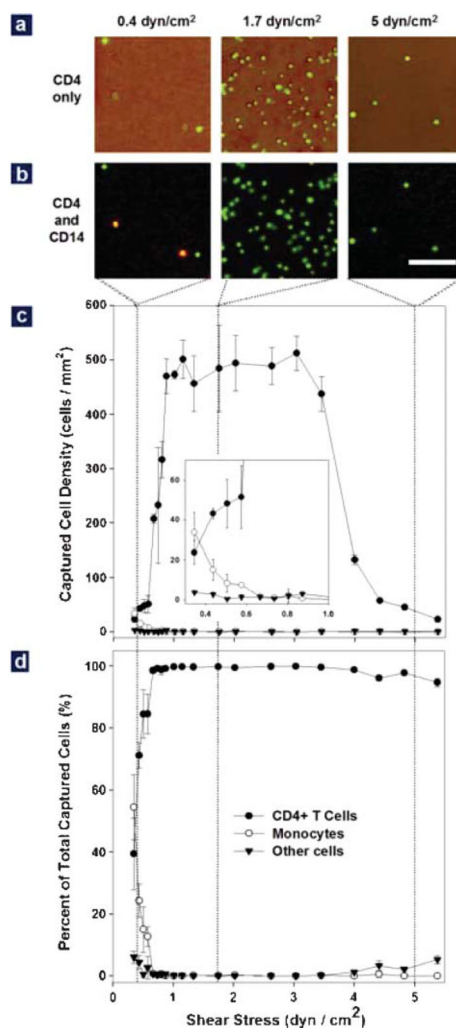 a 0.4 dyn/cm² 1.7 dyn/cm² 5 dyn/cm²
CD4
only
b
CD4
and
CD14
c
600
500
400
300
200
100
0
Captured Cell Density (cells / mm²)
60
40
20
0
0.4 0.6 0.8 1.0
d
100
80
60
40
20
0
Percent of Total Captured Cells (%)
CD4+ T Cells
Monocytes
Other cells
0 1 2 3 4 5
Shear Stress (dyn / cm²)